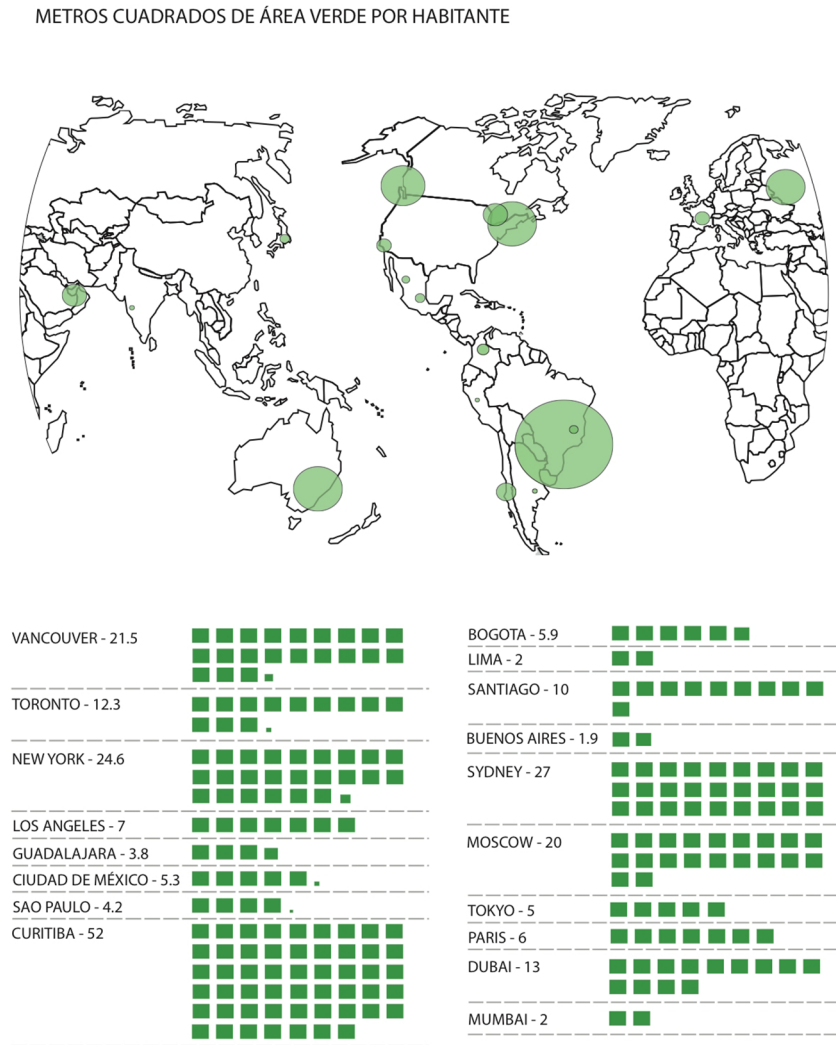 METROS CUADRADOS DE ÁREA VERDE POR HABITANTE
VANCOUVER - 21.5
TORONTO - 12.3
NEW YORK - 24.6
LOS ANGELES - 7
GUADALAJARA - 3.8
CIUDAD DE MÉXICO - 5.3
SAO PAULO - 4.2
CURITIBA - 52
BOGOTA - 5.9
LIMA - 2
SANTIAGO - 10
BUENOS AIRES - 1.9
SYDNEY - 27
MOSCOW - 20
TOKYO - 5
PARIS - 6
DUBAI - 13
MUMBAI - 2